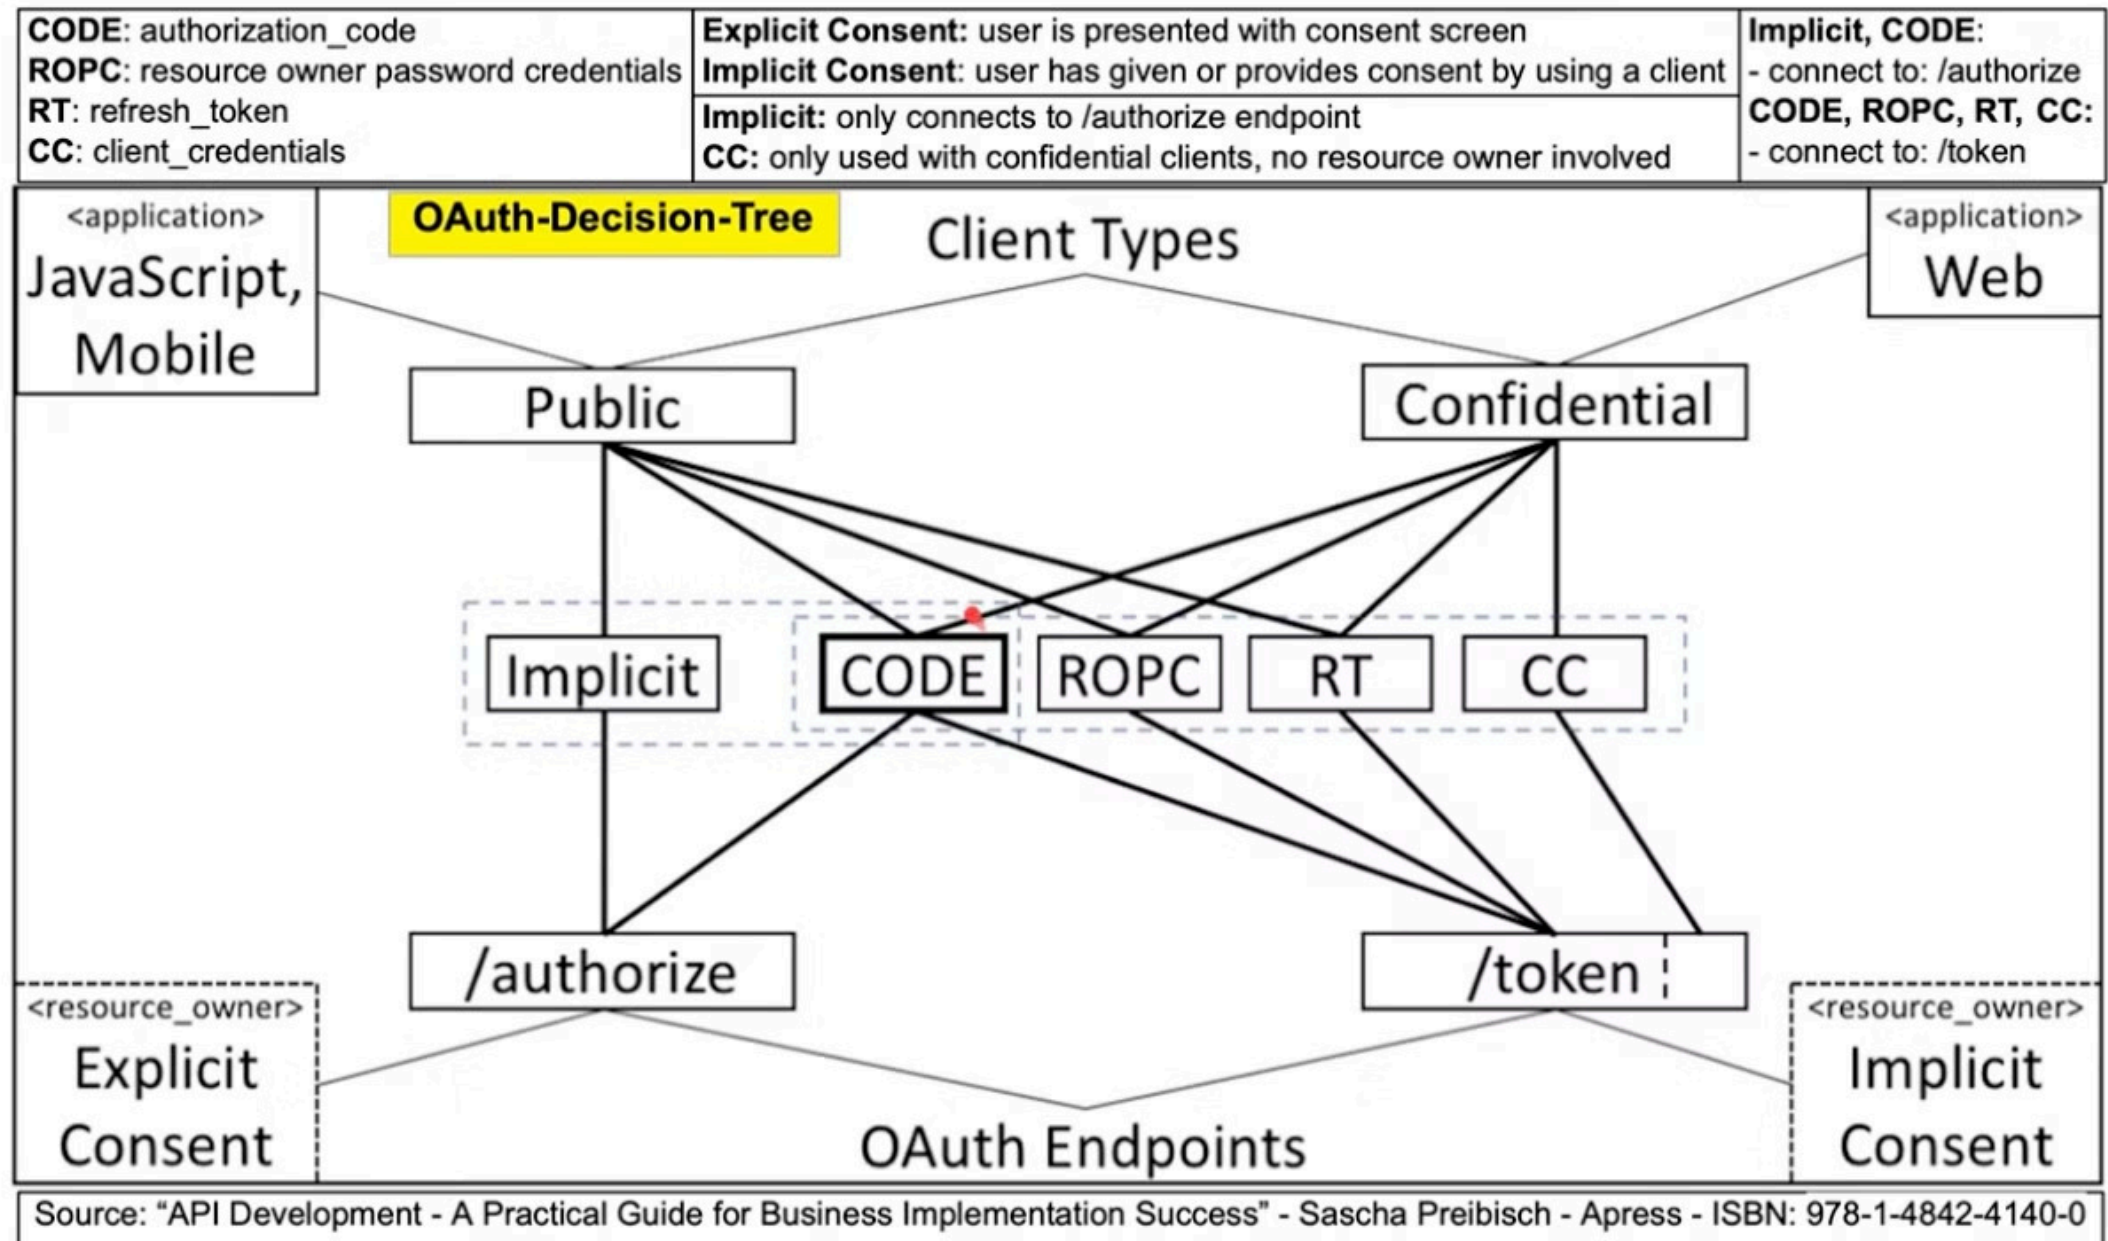 CODE: authorization_code
ROPC: resource owner password credentials
RT: refresh_token
CC: client_credentials
Explicit Consent: user is presented with consent screen
Implicit Consent: user has given or provides consent by using a client
Implicit: only connects to /authorize endpoint
CC: only used with confidential clients, no resource owner involved
Implicit, CODE:
- connect to: /authorize
CODE, ROPC, RT, CC:
- connect to: /token
<application>
JavaScript,
Mobile
OAuth-Decision-Tree
Client Types
<application>
Web
Public
Confidential
Implicit
CODE
ROPC
RT
CC
/authorize
/token
<resource_owner>
Explicit
Consent
OAuth Endpoints
<resource_owner>
Implicit
Consent
Source: “API Development - A Practical Guide for Business Implementation Success” - Sascha Preibisch - Apress - ISBN: 978-1-4842-4140-0